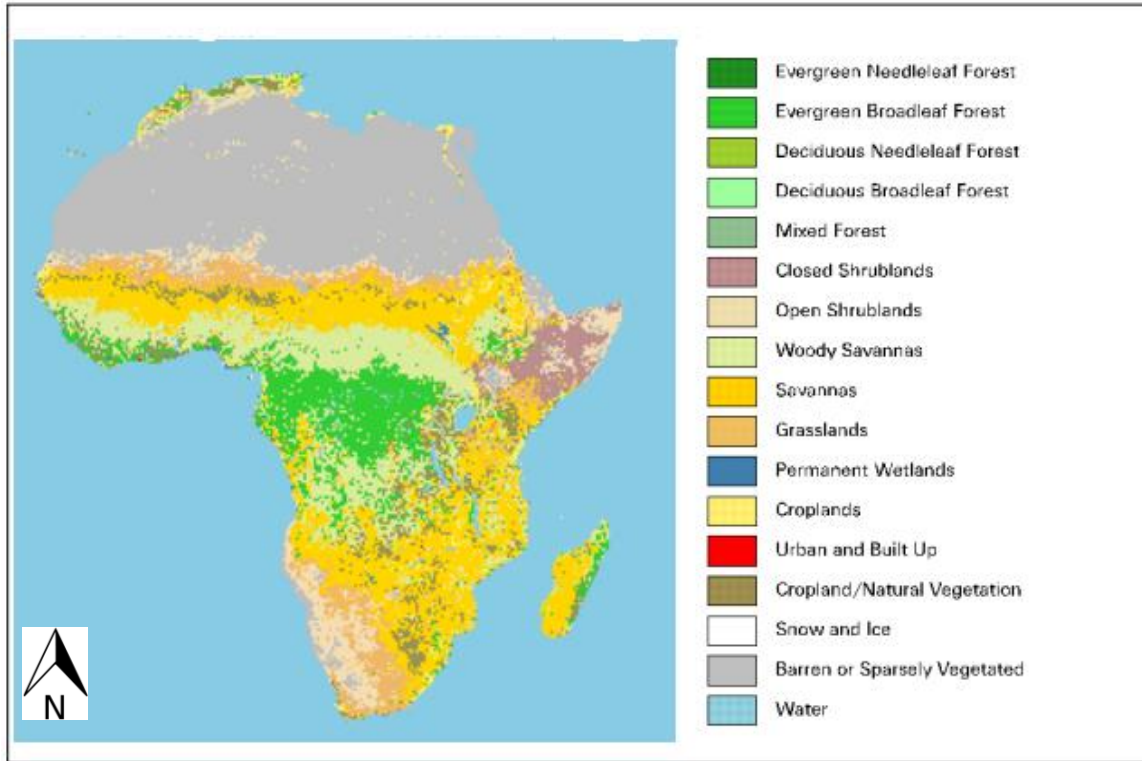 Evergreen Needleleaf Forest
Evergreen Broadleaf Forest
Deciduous Needleleaf Forest
Deciduous Broadleaf Forest
Mixed Forest
Closed Shrublands
Open Shrublands
Woody Savannas
Savannas
Grasslands
Permanent Wetlands
Croplands
Urban and Built Up
Cropland/Natural Vegetation
Snow and Ice
Barren or Sparsely Vegetated
Water
N